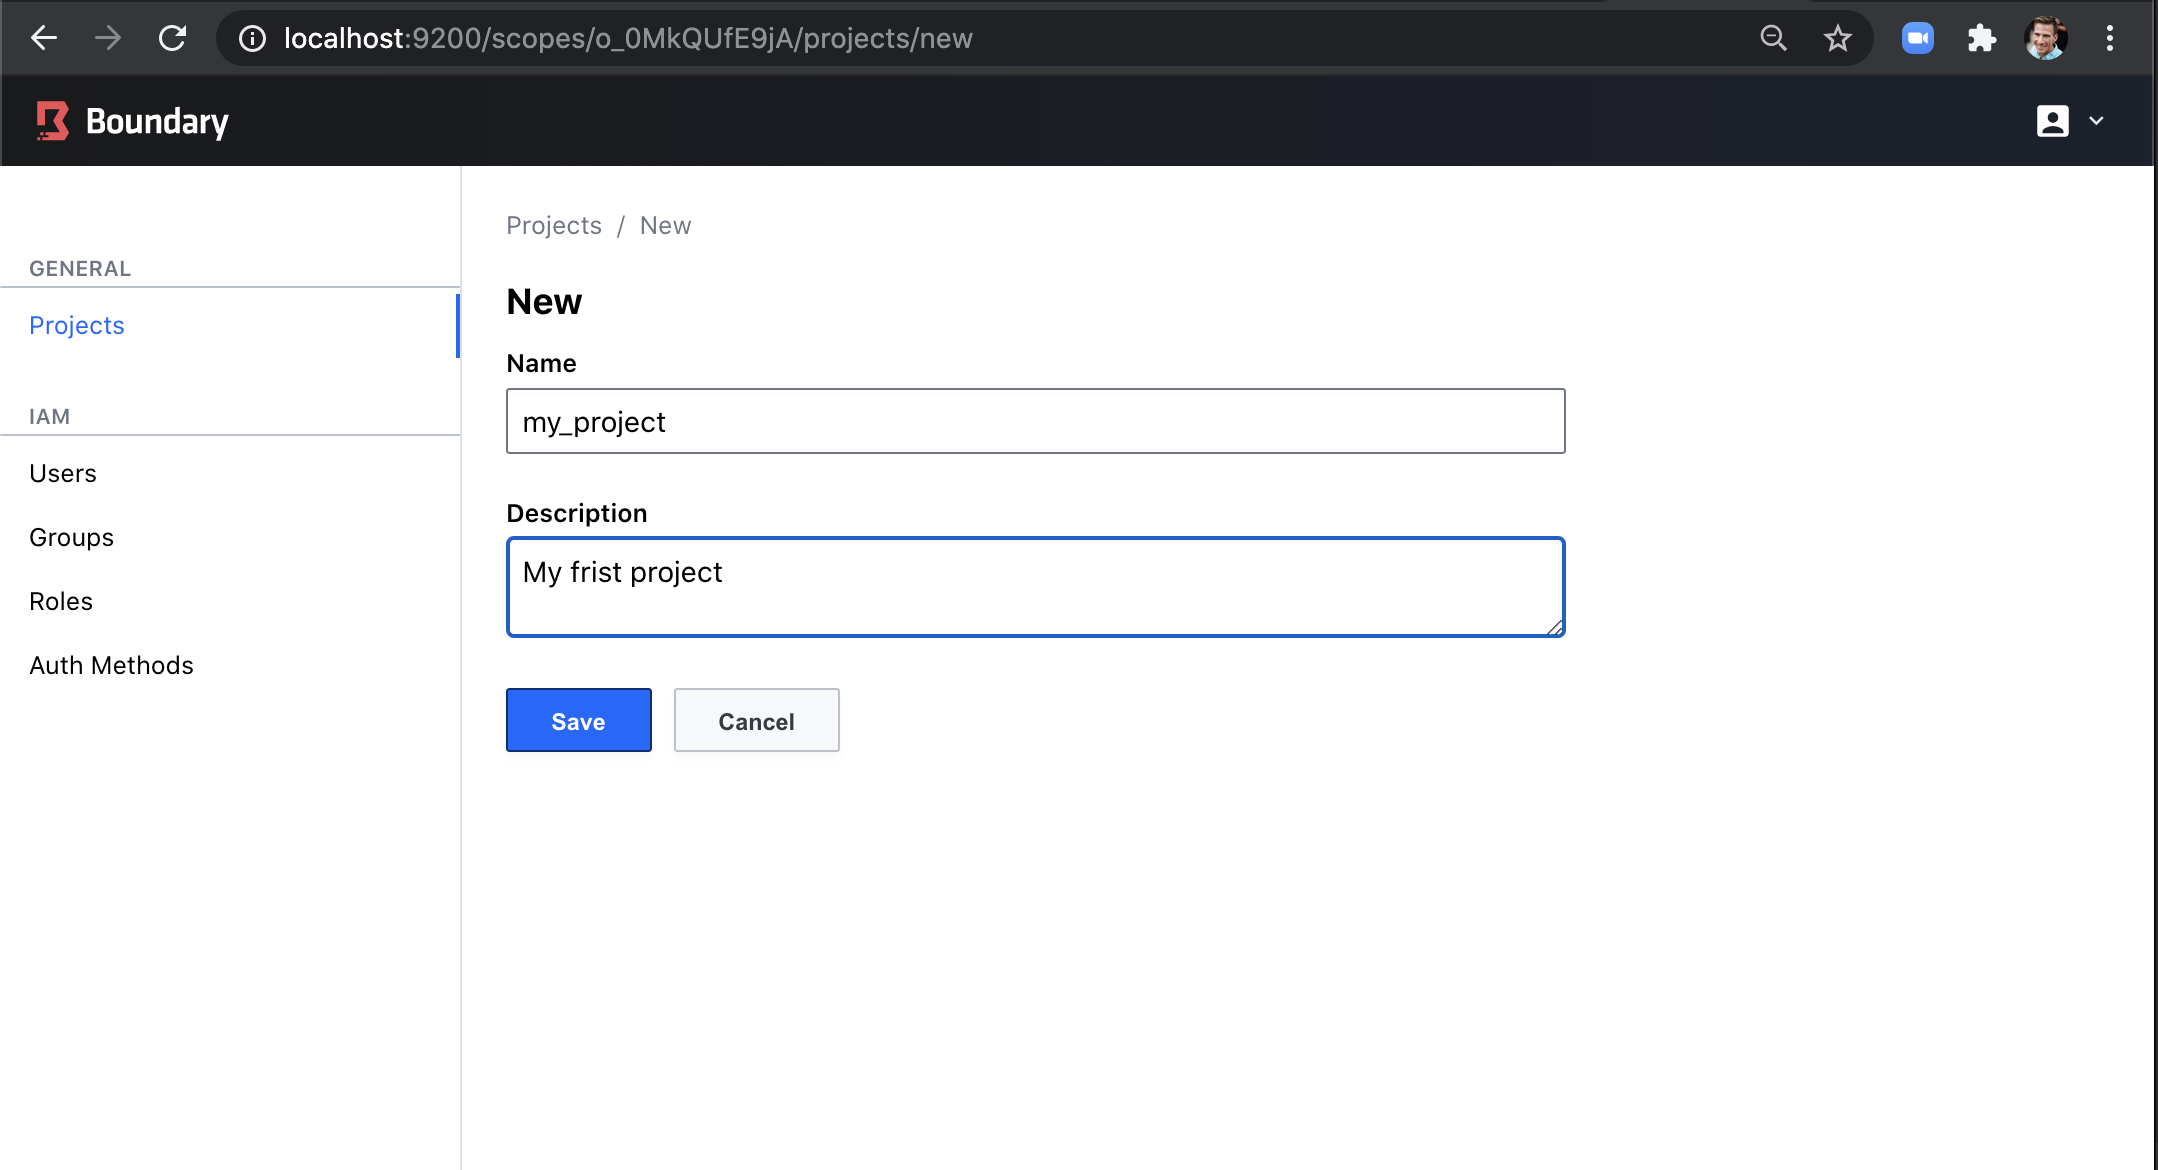 localhost:9200/scopes/o_0MkQUfE9jA/projects/new
Boundary
Projects / New
GENERAL
Projects
IAM
Users
Groups
Roles
Auth Methods
New
Name
my_project
Description
My frist project
Save
Cancel